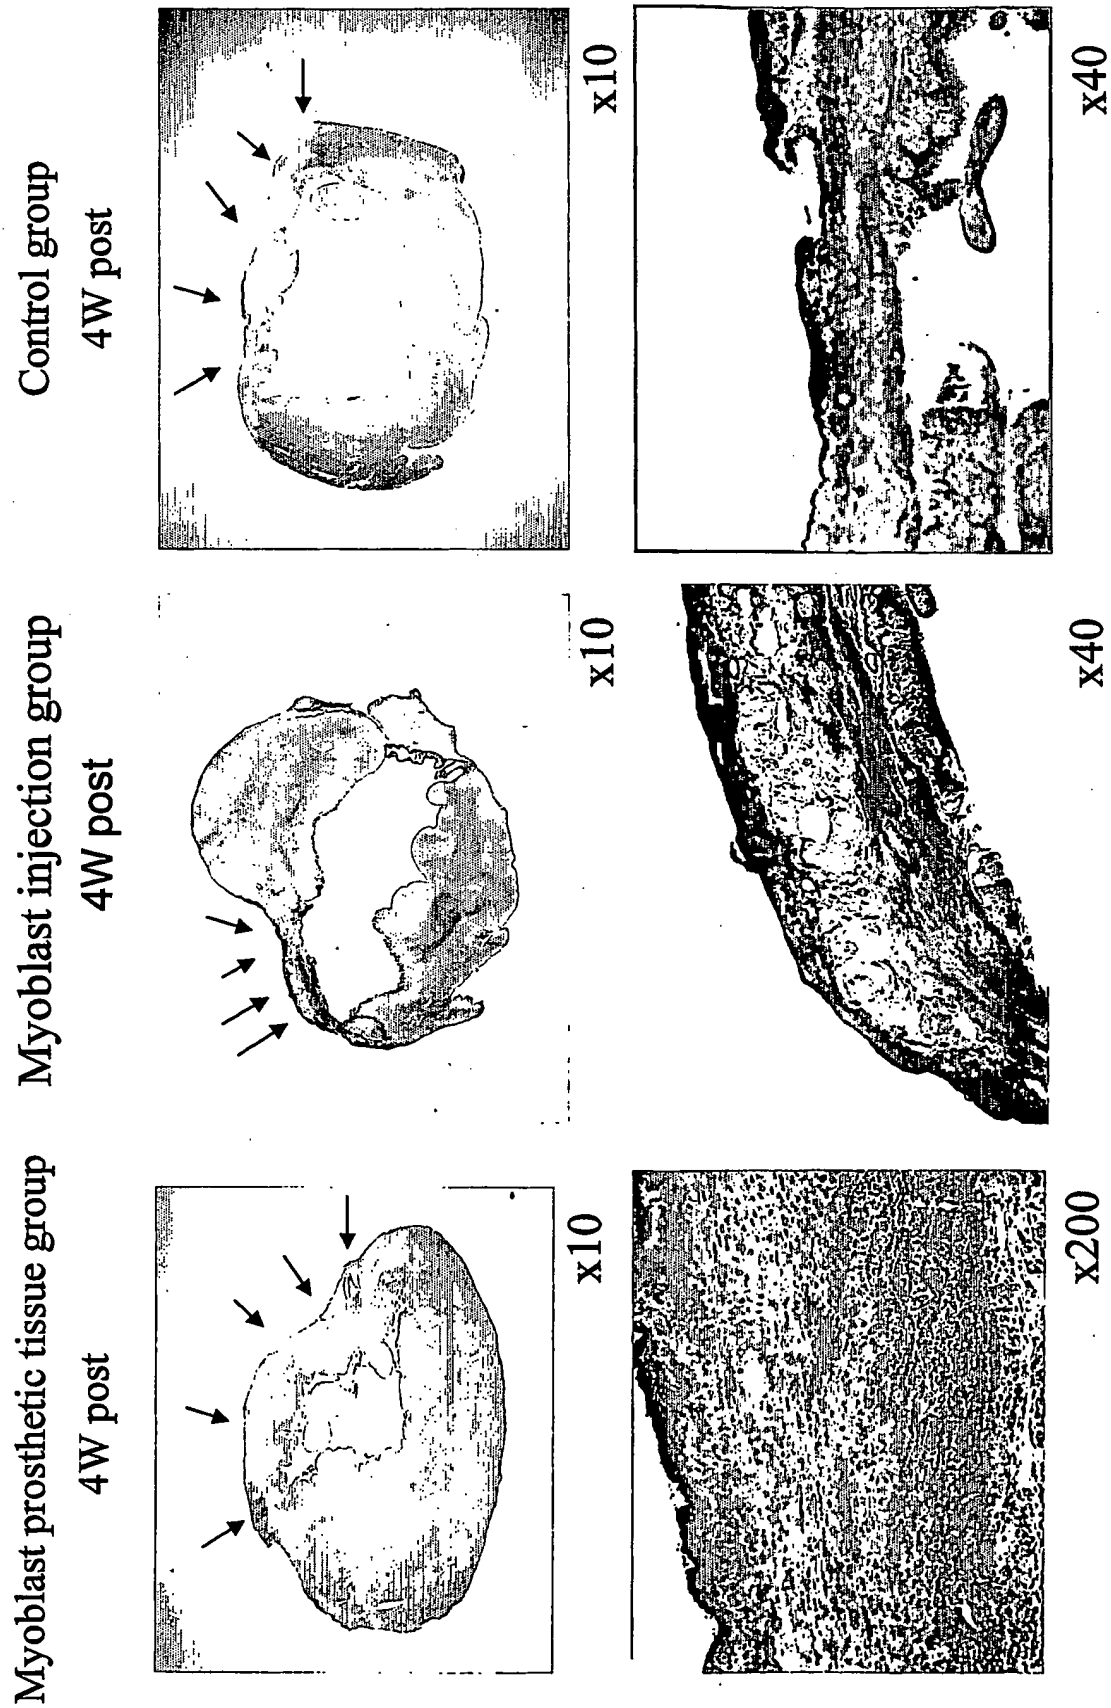 Myoblast prosthetic tissue group
4W post
x10
x200
Myoblast injection group
4W post
x10
x40
Control group
4W post
x10
x40